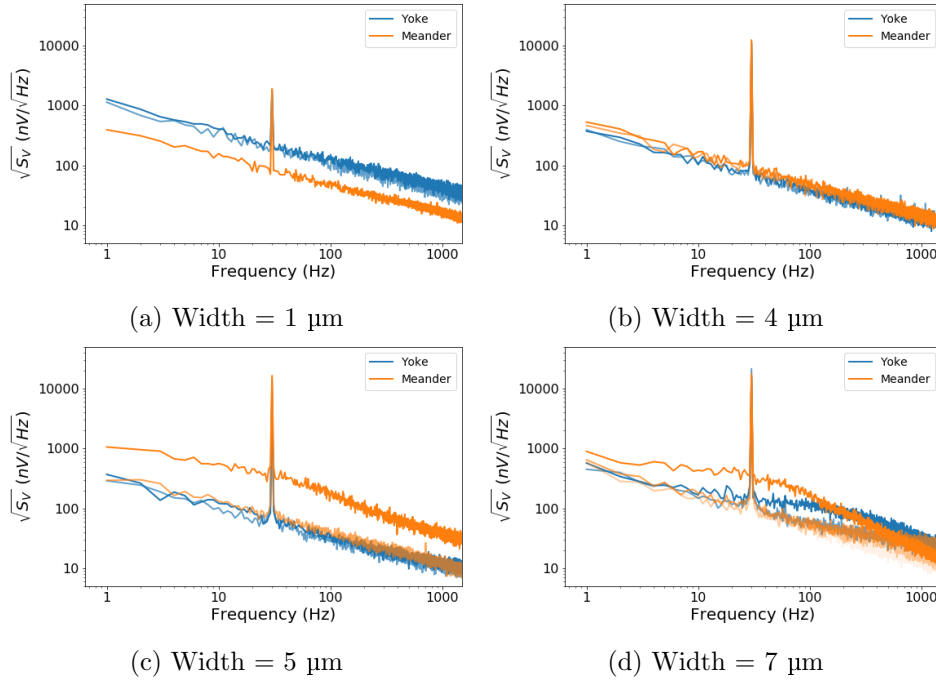 Yoke
Meander
10000
1000
100
10
√S_V (nV/√Hz)
1 10 100 1000
Frequency (Hz)
(a) Width = 1 µm
Yoke
Meander
10000
1000
100
10
√S_V (nV/√Hz)
1 10 100 1000
Frequency (Hz)
(b) Width = 4 µm
Yoke
Meander
10000
1000
100
10
√S_V (nV/√Hz)
1 10 100 1000
Frequency (Hz)
(c) Width = 5 µm
Yoke
Meander
10000
1000
100
10
√S_V (nV/√Hz)
1 10 100 1000
Frequency (Hz)
(d) Width = 7 µm